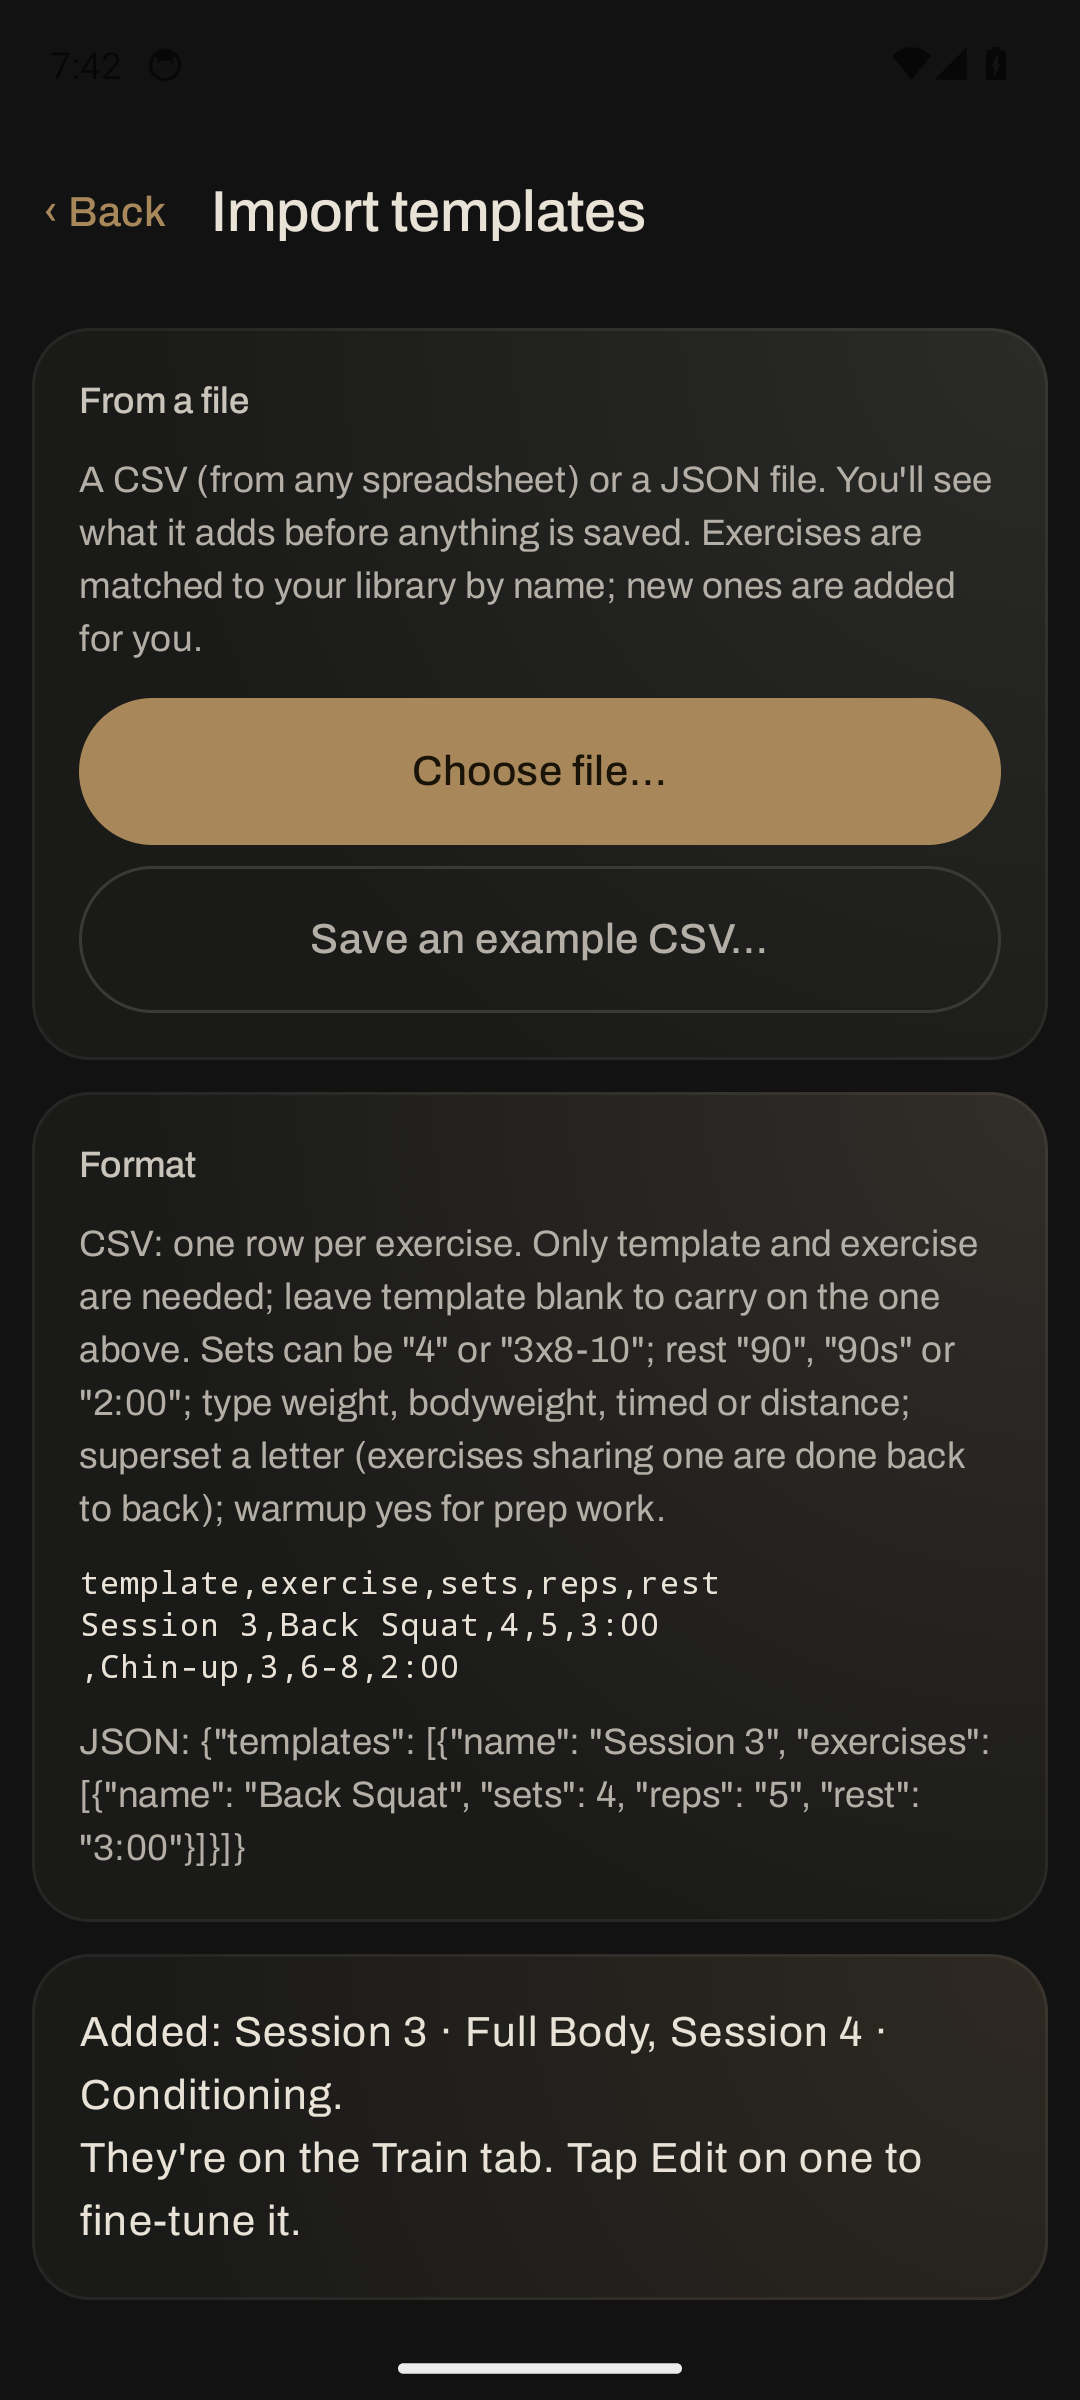 7:42
‹ Back Import templates
From a file
A CSV (from any spreadsheet) or a JSON file. You'll see
what it adds before anything is saved. Exercises are
matched to your library by name; new ones are added
for you.
Choose file...
Save an example CSV...
Format
CSV: one row per exercise. Only template and exercise
are needed; leave template blank to carry on the one
above. Sets can be "4" or "3x8-10"; rest "90", "90s" or
"2:00"; type weight, bodyweight, timed or distance;
superset a letter (exercises sharing one are done back
to back); warmup yes for prep work.
template,exercise,sets,reps,rest
Session 3,Back Squat,4,5,3:00
,Chin-up,3,6-8,2:00
JSON: {"templates": [{"name": "Session 3", "exercises":
[{"name": "Back Squat", "sets": 4, "reps": "5", "rest":
"3:00"}]}]}
Added: Session 3 · Full Body, Session 4 ·
Conditioning.
They're on the Train tab. Tap Edit on one to
fine-tune it.